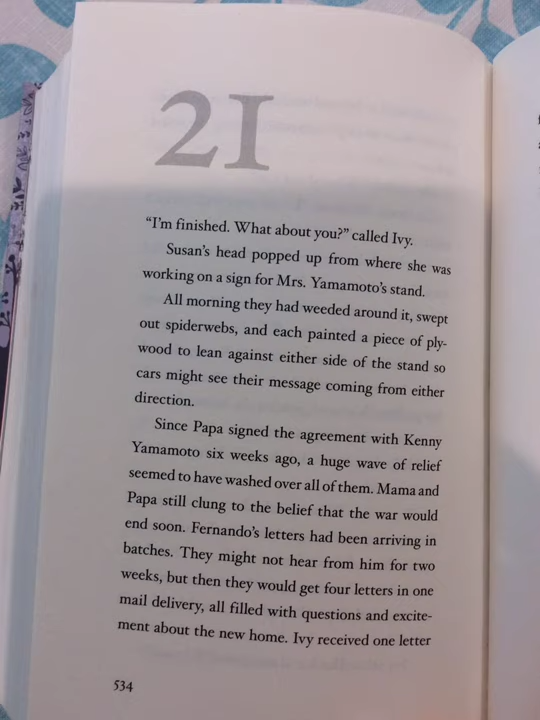 21
“I’m finished. What about you?” called Ivy.
Susan’s head popped up from where she was
working on a sign for Mrs. Yamamoto’s stand.
All morning they had weeded around it, swept
out spiderwebs, and each painted a piece of ply-
wood to lean against either side of the stand so
cars might see their message coming from either
direction.
Since Papa signed the agreement with Kenny
Yamamoto six weeks ago, a huge wave of relief
seemed to have washed over all of them. Mama and
Papa still clung to the belief that the war would
end soon. Fernando’s letters had been arriving in
batches. They might not hear from him for two
weeks, but then they would get four letters in one
mail delivery, all filled with questions and excite-
ment about the new home. Ivy received one letter
534